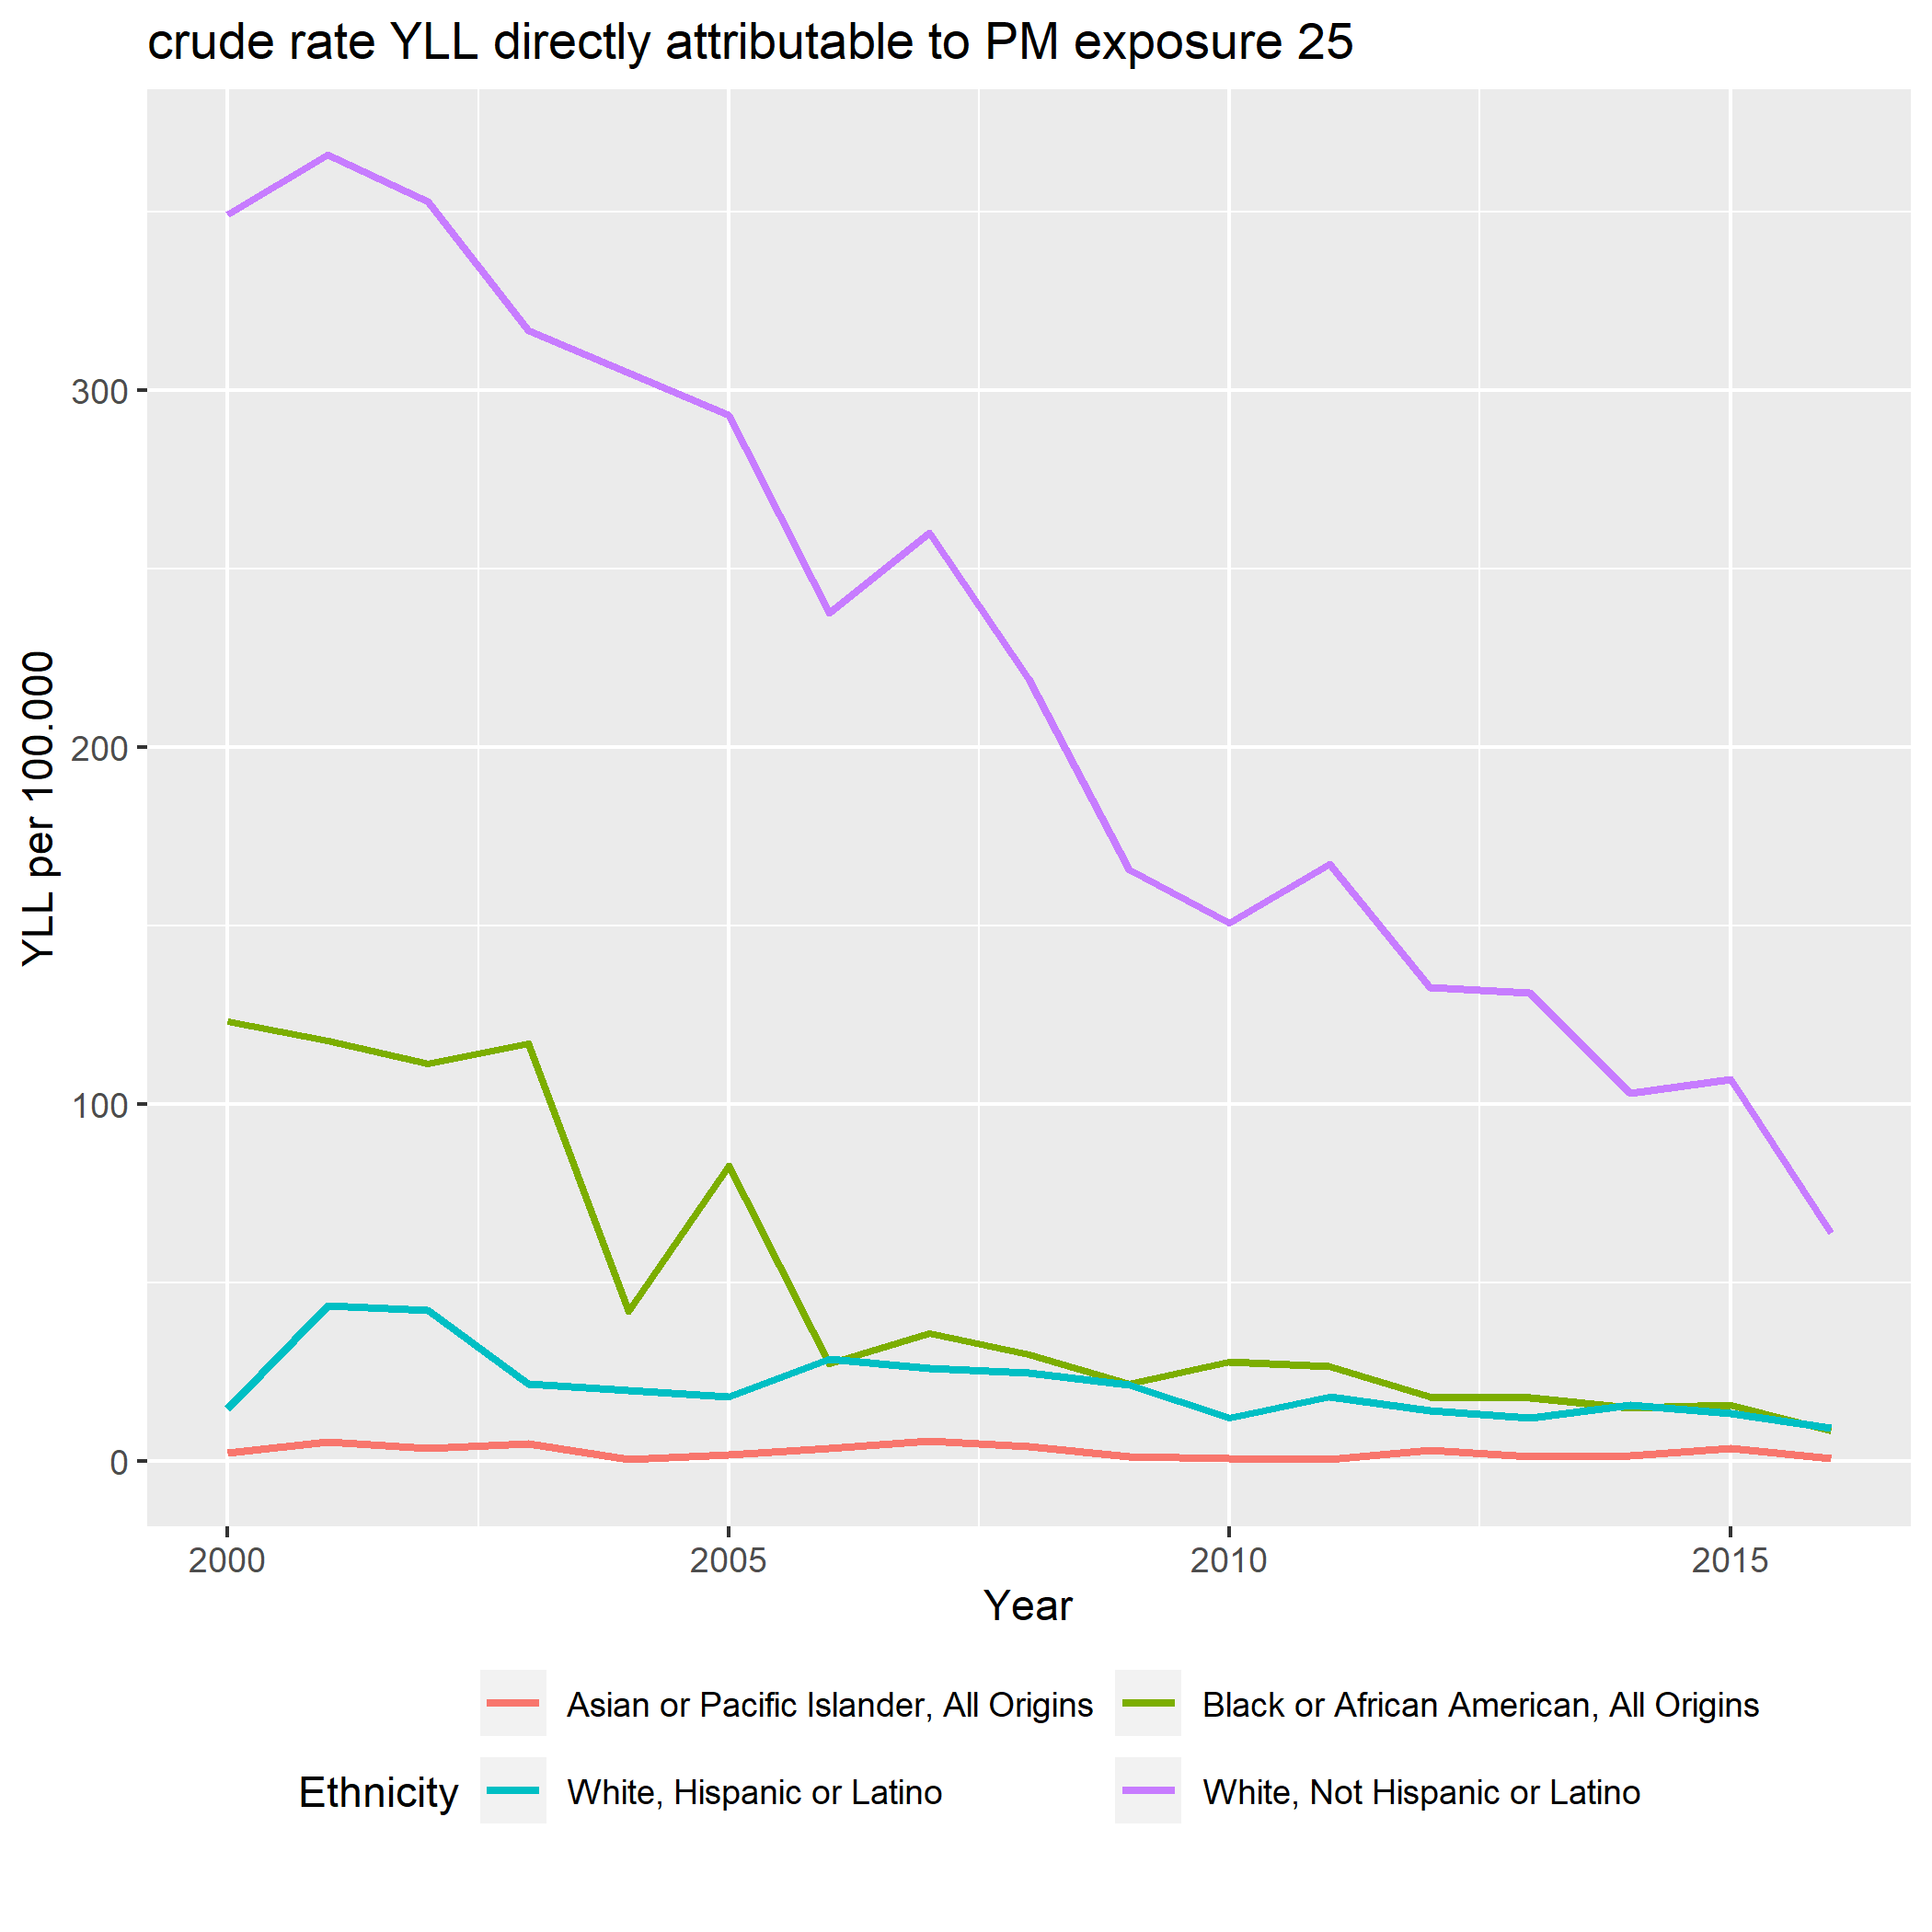 crude rate YLL directly attributable to PM exposure 25
YLL per 100.000
300
200
100
0
2000 2005 2010 2015
Year
Ethnicity
Asian or Pacific Islander, All Origins
Black or African American, All Origins
White, Hispanic or Latino
White, Not Hispanic or Latino